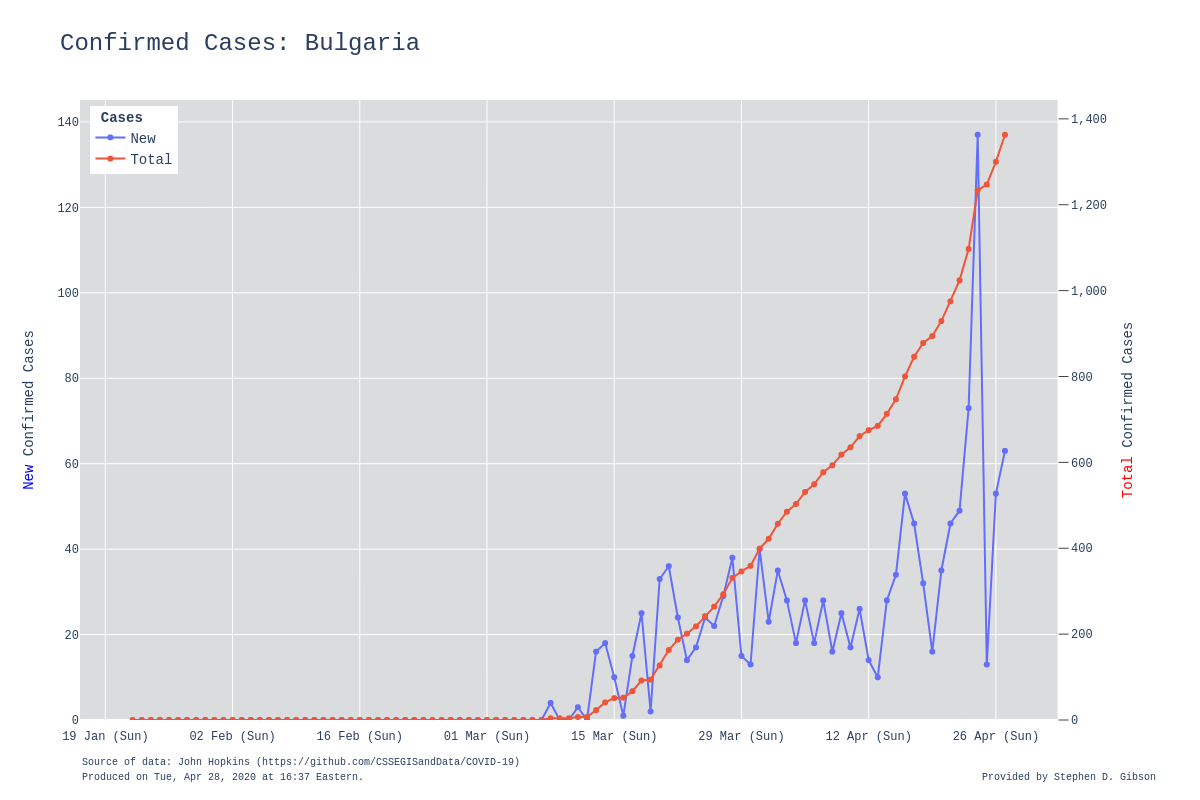 Confirmed Cases: Bulgaria
Cases
New
Total
140
120
100
80
60
40
20
0
1,400
1,200
1,000
800
600
400
200
0
New Confirmed Cases
Total Confirmed Cases
19 Jan (Sun)
02 Feb (Sun)
16 Feb (Sun)
01 Mar (Sun)
15 Mar (Sun)
29 Mar (Sun)
12 Apr (Sun)
26 Apr (Sun)
Source of data: John Hopkins (https://github.com/CSSEGISandData/COVID-19)
Produced on Tue, Apr 28, 2020 at 16:37 Eastern.
Provided by Stephen D. Gibson